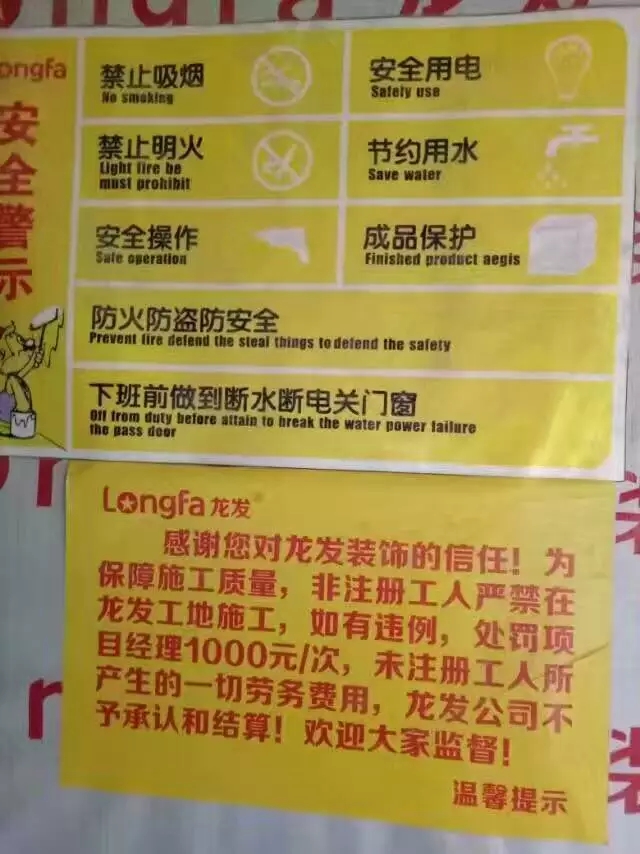 ongfa
安全警示
禁止吸烟
No smoking
安全用电
Safely use
禁止明火
Light fire be
must prohibit
节约用水
Save water
安全操作
Safe operation
成品保护
Finished product aegis
防火防盗防安全
Prevent fire defend the steal things to defend the safety
下班前做到断水断电关门窗
Off from duty before attain to break the water power failure
the pass door
Longfa 龙发
感谢您对龙发装饰的信任！为
保障施工质量，非注册工人严禁在
龙发工地施工，如有违例，处罚项
目经理1000元/次，未注册工人所
产生的一切劳务费用，龙发公司不
予承认和结算！欢迎大家监督！
温馨提示